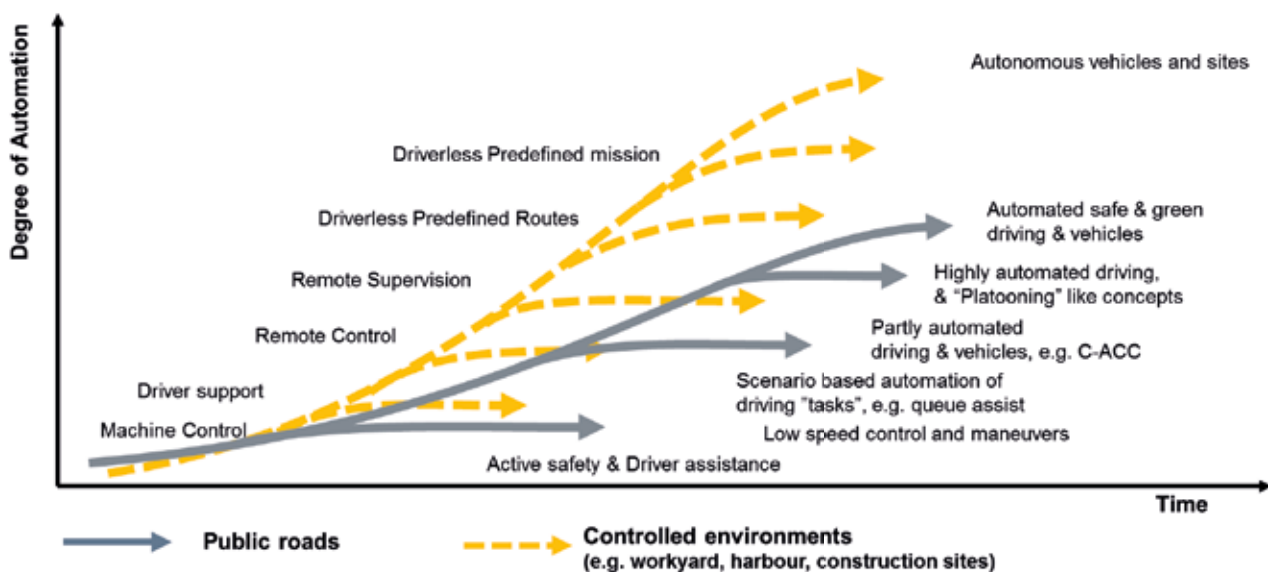 Degree of Automation
Autonomous vehicles and sites
Driverless Predefined mission
Driverless Predefined Routes
Automated safe & green
driving & vehicles
Remote Supervision
Highly automated driving,
& "Platooning" like concepts
Remote Control
Partly automated
driving & vehicles, e.g. C-ACC
Driver support
Scenario based automation of
driving "tasks", e.g. queue assist
Machine Control
Low speed control and maneuvers
Active safety & Driver assistance
Time
Public roads
Controlled environments
(e.g. workyard, harbour, construction sites)